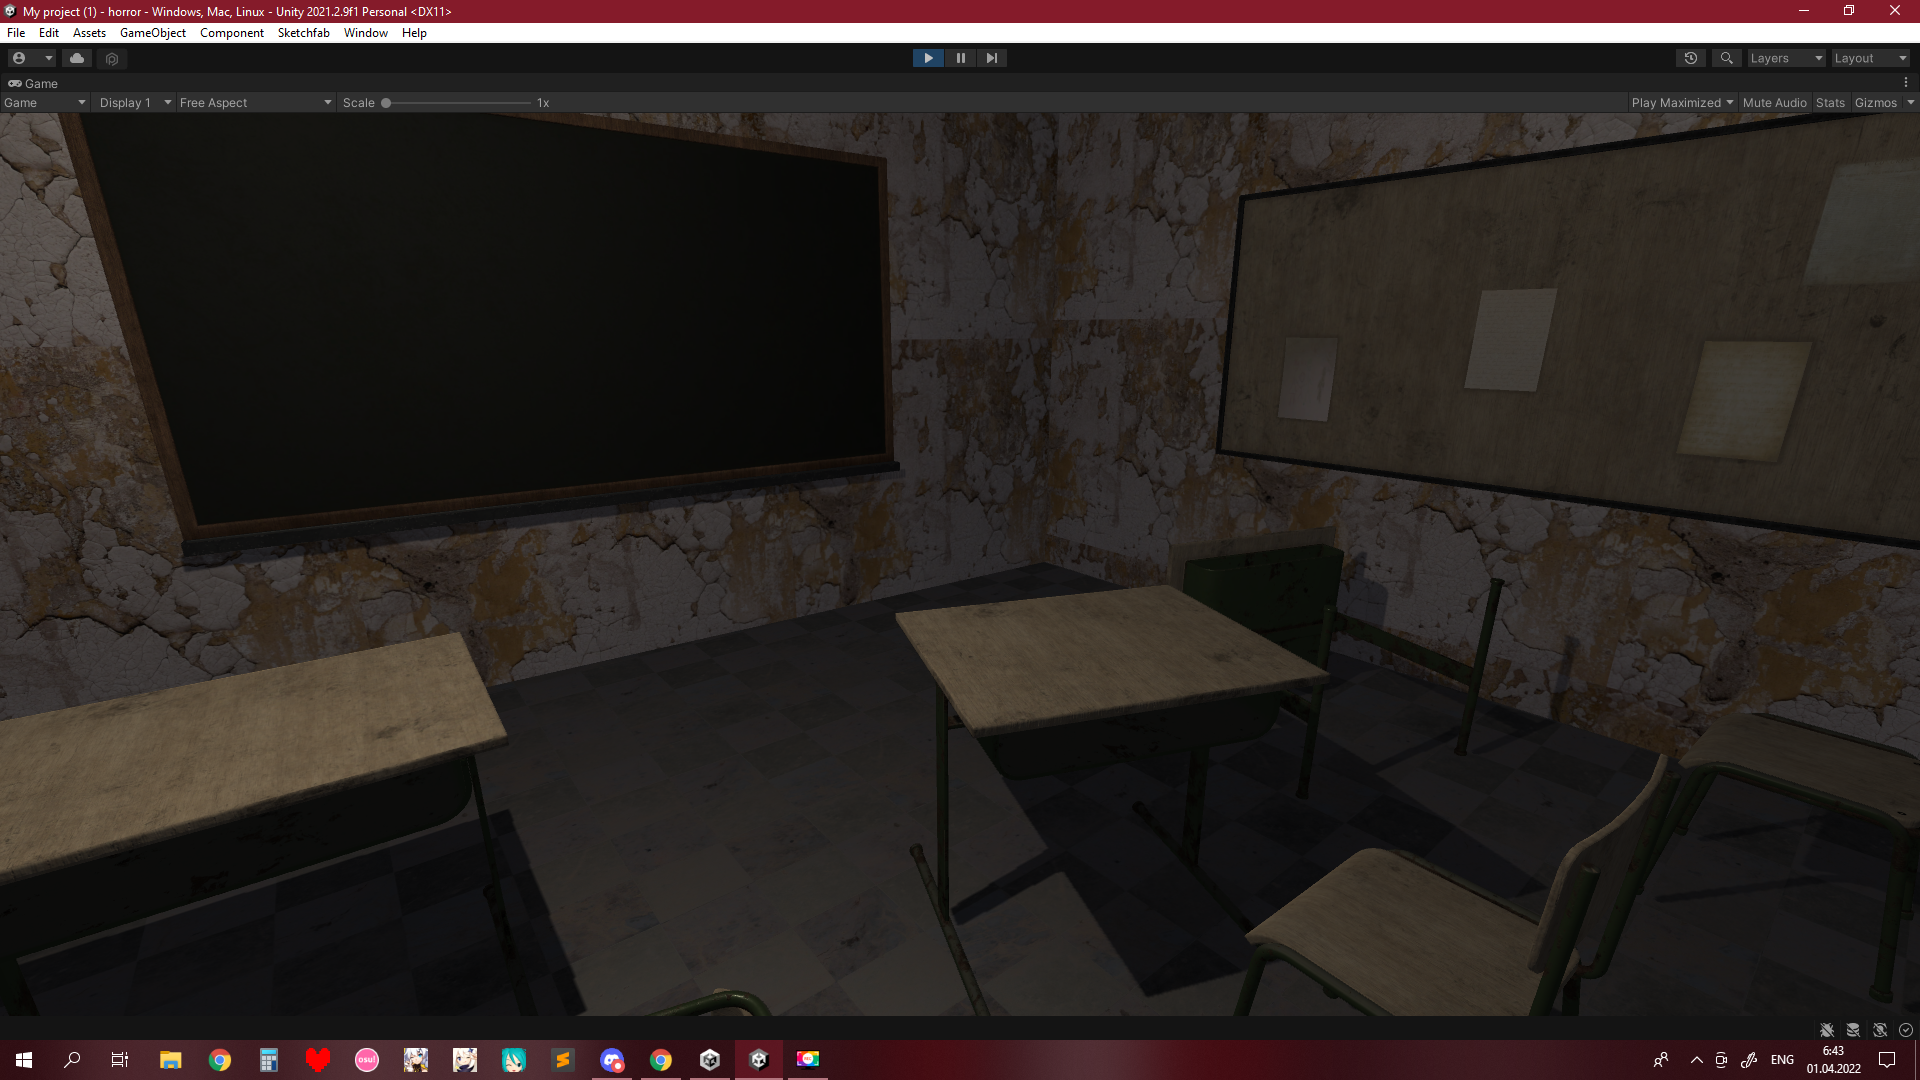 My project (1) - horror - Windows, Mac, Linux - Unity 2021.2.9f1 Personal <DX11>
File Edit Assets GameObject Component Sketchfab Window Help
Layers Layout
Game
Game Display 1 Free Aspect Scale 1x Play Maximized Mute Audio Stats Gizmos
osu!
ENG
6:43
01.04.2022